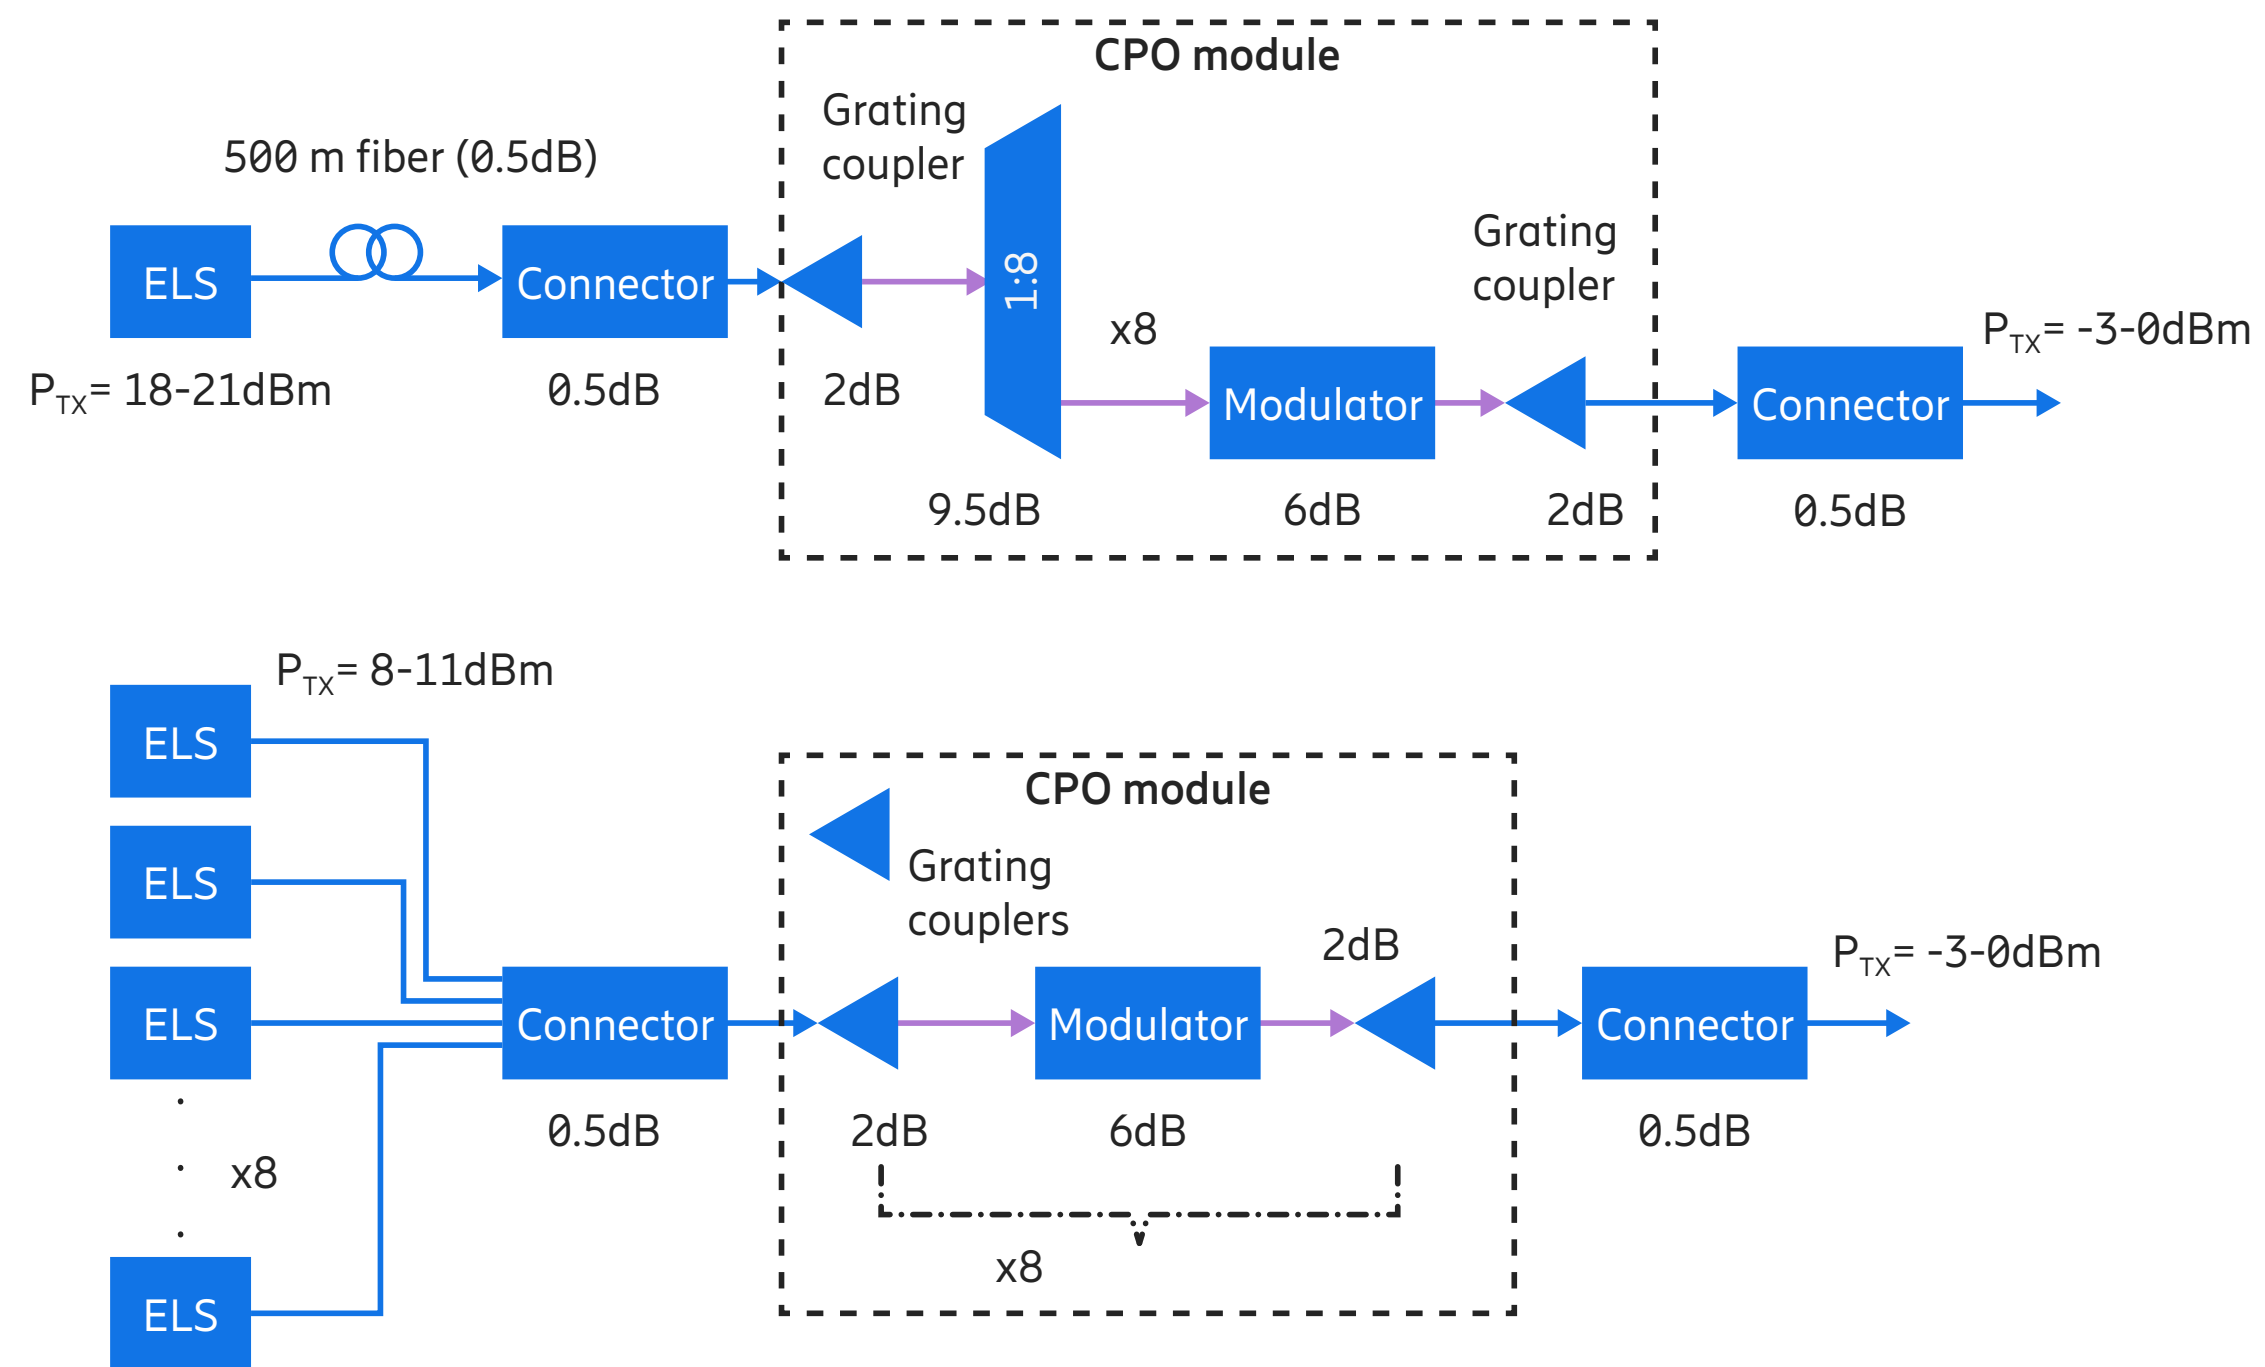 CPO module
Grating
coupler
500 m fiber (0.5dB)
ELS
Connector
1:8
Grating
coupler
x8
Modulator
Connector
PTX= -3-0dBm
PTX= 18-21dBm
0.5dB
2dB
9.5dB
6dB
2dB
0.5dB
PTX= 8-11dBm
ELS
ELS
ELS
x8
ELS
Connector
0.5dB
CPO module
Grating
couplers
2dB
Modulator
2dB
6dB
x8
Connector
0.5dB
PTX= -3-0dBm